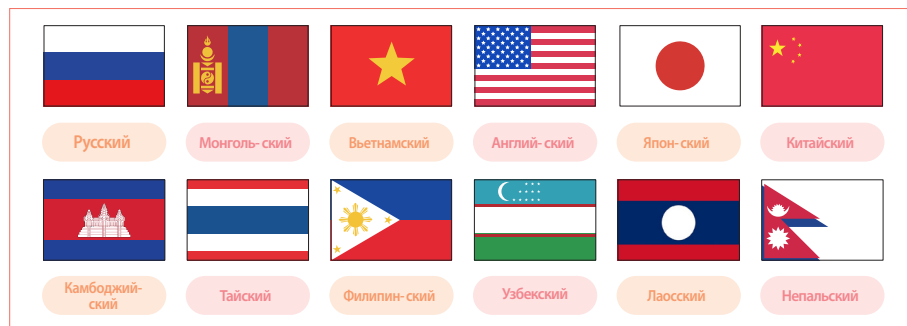 Русский
Монголь- ский
Вьетнамский
Англий- ский
Япон- ский
Китайский
Камбоджий-
ский
Тайский
Филипин- ский
Узбекский
Лаосский
Непальский